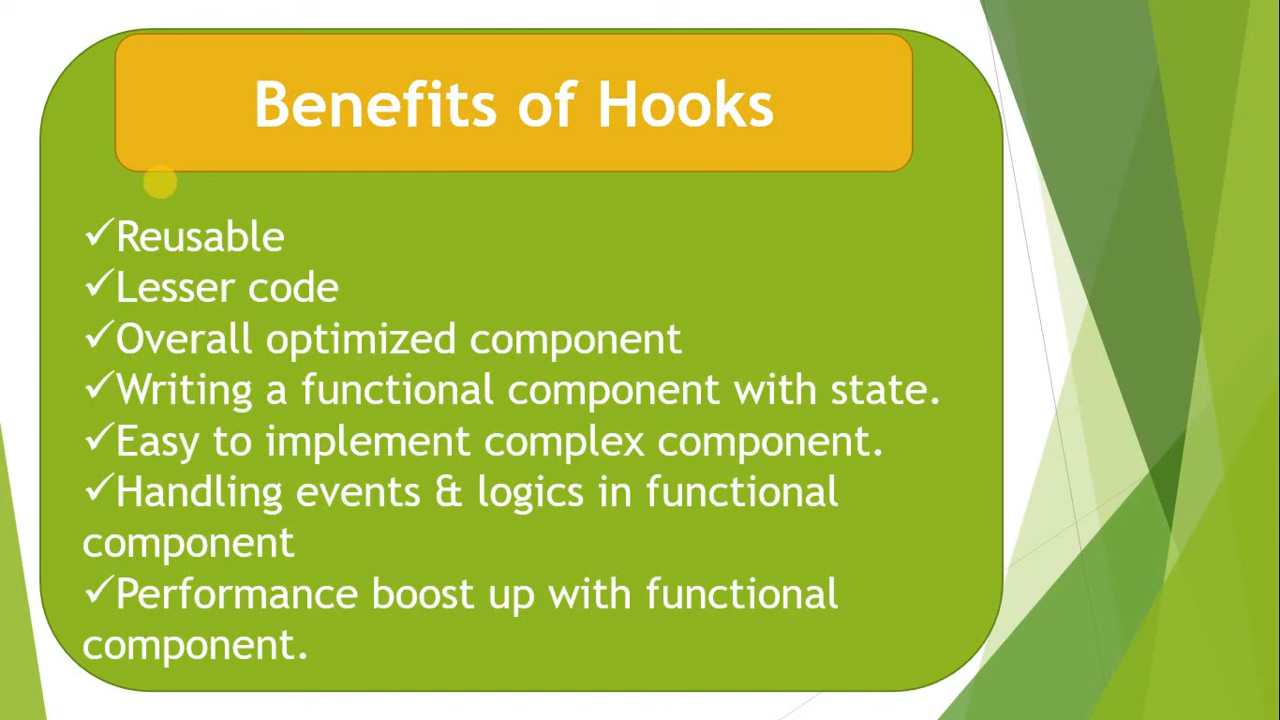 Benefits of Hooks
✓Reusable
✓Lesser code
✓Overall optimized component
✓Writing a functional component with state.
✓Easy to implement complex component.
✓Handling events & logics in functional
component
✓Performance boost up with functional
component.